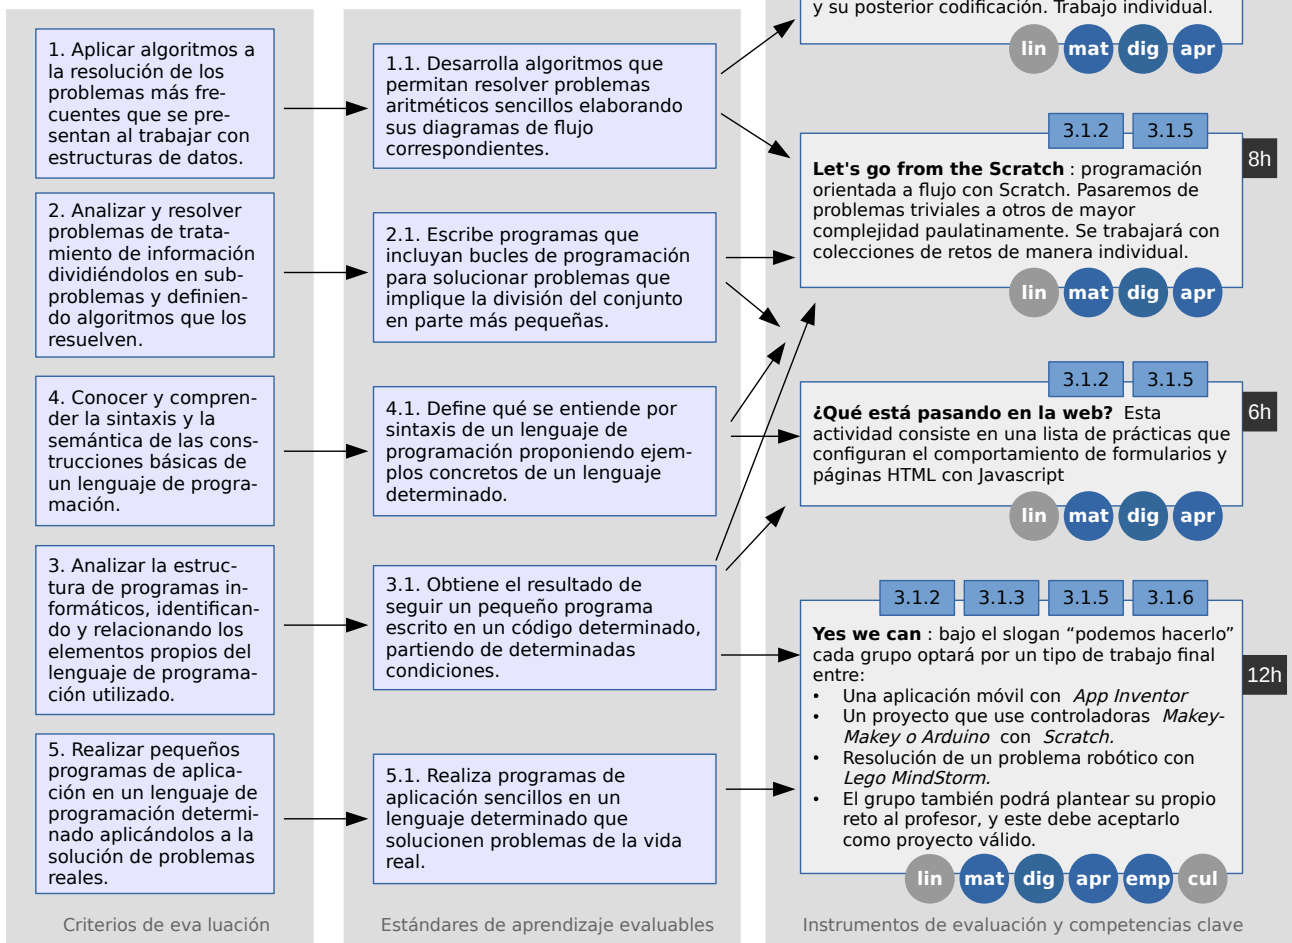 1. Aplicar algoritmos a
la resolución de los
problemas más fre-
cuentes que se pre-
sentan al trabajar con
estructuras de datos.
2. Analizar y resolver
problemas de trata-
miento de información
dividiéndolos en sub-
problemas y definien-
do algoritmos que los
resuelven.
4. Conocer y compren-
der la sintaxis y la
semántica de las cons-
trucciones básicas de
un lenguaje de progra-
mación.
3. Analizar la estruc-
tura de programas in-
formáticos, identifican-
do y relacionando los
elementos propios del
lenguaje de programa-
ción utilizado.
5. Realizar pequeños
programas de aplica-
ción en un lenguaje de
programación determi-
nado aplicándolos a la
solución de problemas
reales.
Criterios de eva luación
1.1. Desarrolla algoritmos que
permitan resolver problemas
aritméticos sencillos elaborando
sus diagramas de flujo
correspondientes.
2.1. Escribe programas que
incluyan bucles de programación
para solucionar problemas que
implique la división del conjunto
en parte más pequeñas.
4.1. Define qué se entiende por
sintaxis de un lenguaje de
programación proponiendo ejem-
plos concretos de un lenguaje
determinado.
3.1. Obtiene el resultado de
seguir un pequeño programa
escrito en un código determinado,
partiendo de determinadas
condiciones.
5.1. Realiza programas de
aplicación sencillos en un
lenguaje determinado que
solucionen problemas de la vida
real.
Estándares de aprendizaje evaluables
y su posterior codificación. Trabajo individual.
lin mat dig apr
3.1.2 3.1.5
8h
Let's go from the Scratch : programación
orientada a flujo con Scratch. Pasaremos de
problemas triviales a otros de mayor
complejidad paulatinamente. Se trabajará con
colecciones de retos de manera individual.
lin mat dig apr
3.1.2 3.1.5
6h
¿Qué está pasando en la web? Esta
actividad consiste en una lista de prácticas que
configuran el comportamiento de formularios y
páginas HTML con Javascript
lin mat dig apr
3.1.2 3.1.3 3.1.5 3.1.6
12h
Yes we can : bajo el slogan “podemos hacerlo”
cada grupo optará por un tipo de trabajo final
entre:
• Una aplicación móvil con App Inventor
• Un proyecto que use controladoras Makey-
Makey o Arduino con Scratch.
• Resolución de un problema robótico con
Lego MindStorm.
• El grupo también podrá plantear su propio
reto al profesor, y este debe aceptarlo
como proyecto válido.
lin mat dig apr emp cul
Instrumentos de evaluación y competencias clave